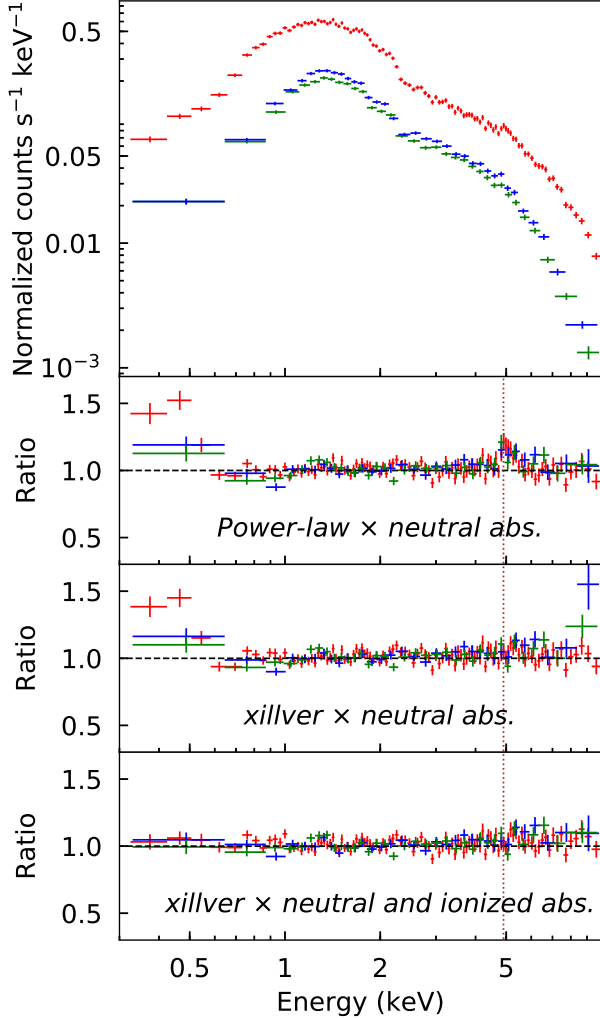 Normalized counts s⁻¹ keV⁻¹
0.5
0.05
0.01
10⁻³
Ratio
1.5
1.0
0.5
Power-law × neutral abs.
Ratio
1.5
1.0
0.5
xillver × neutral abs.
Ratio
1.5
1.0
0.5
xillver × neutral and ionized abs.
0.5 1 2 5
Energy (keV)